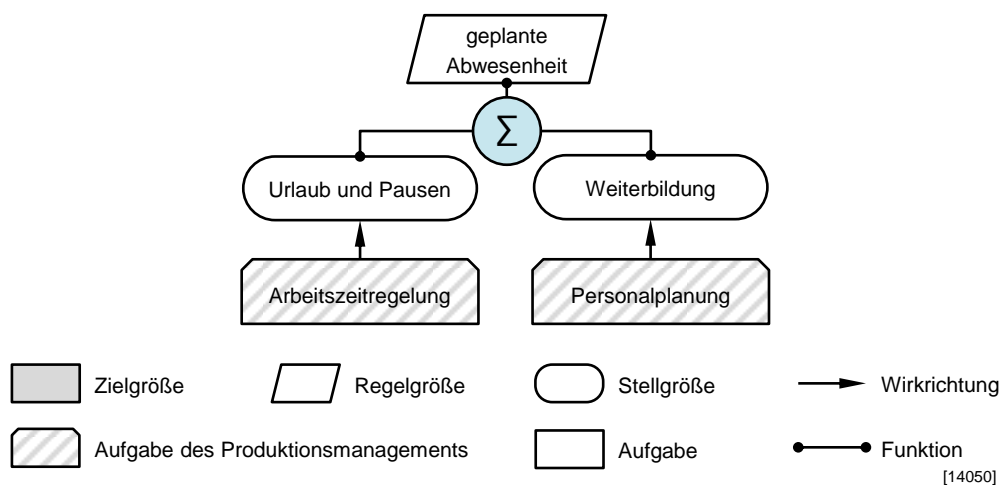 geplante
Abwesenheit
Σ
Urlaub und Pausen
Weiterbildung
Arbeitszeitregelung
Personalplanung
Zielgröße
Regelgröße
Stellgröße
Wirkrichtung
Aufgabe des Produktionsmanagements
Aufgabe
Funktion
[14050]